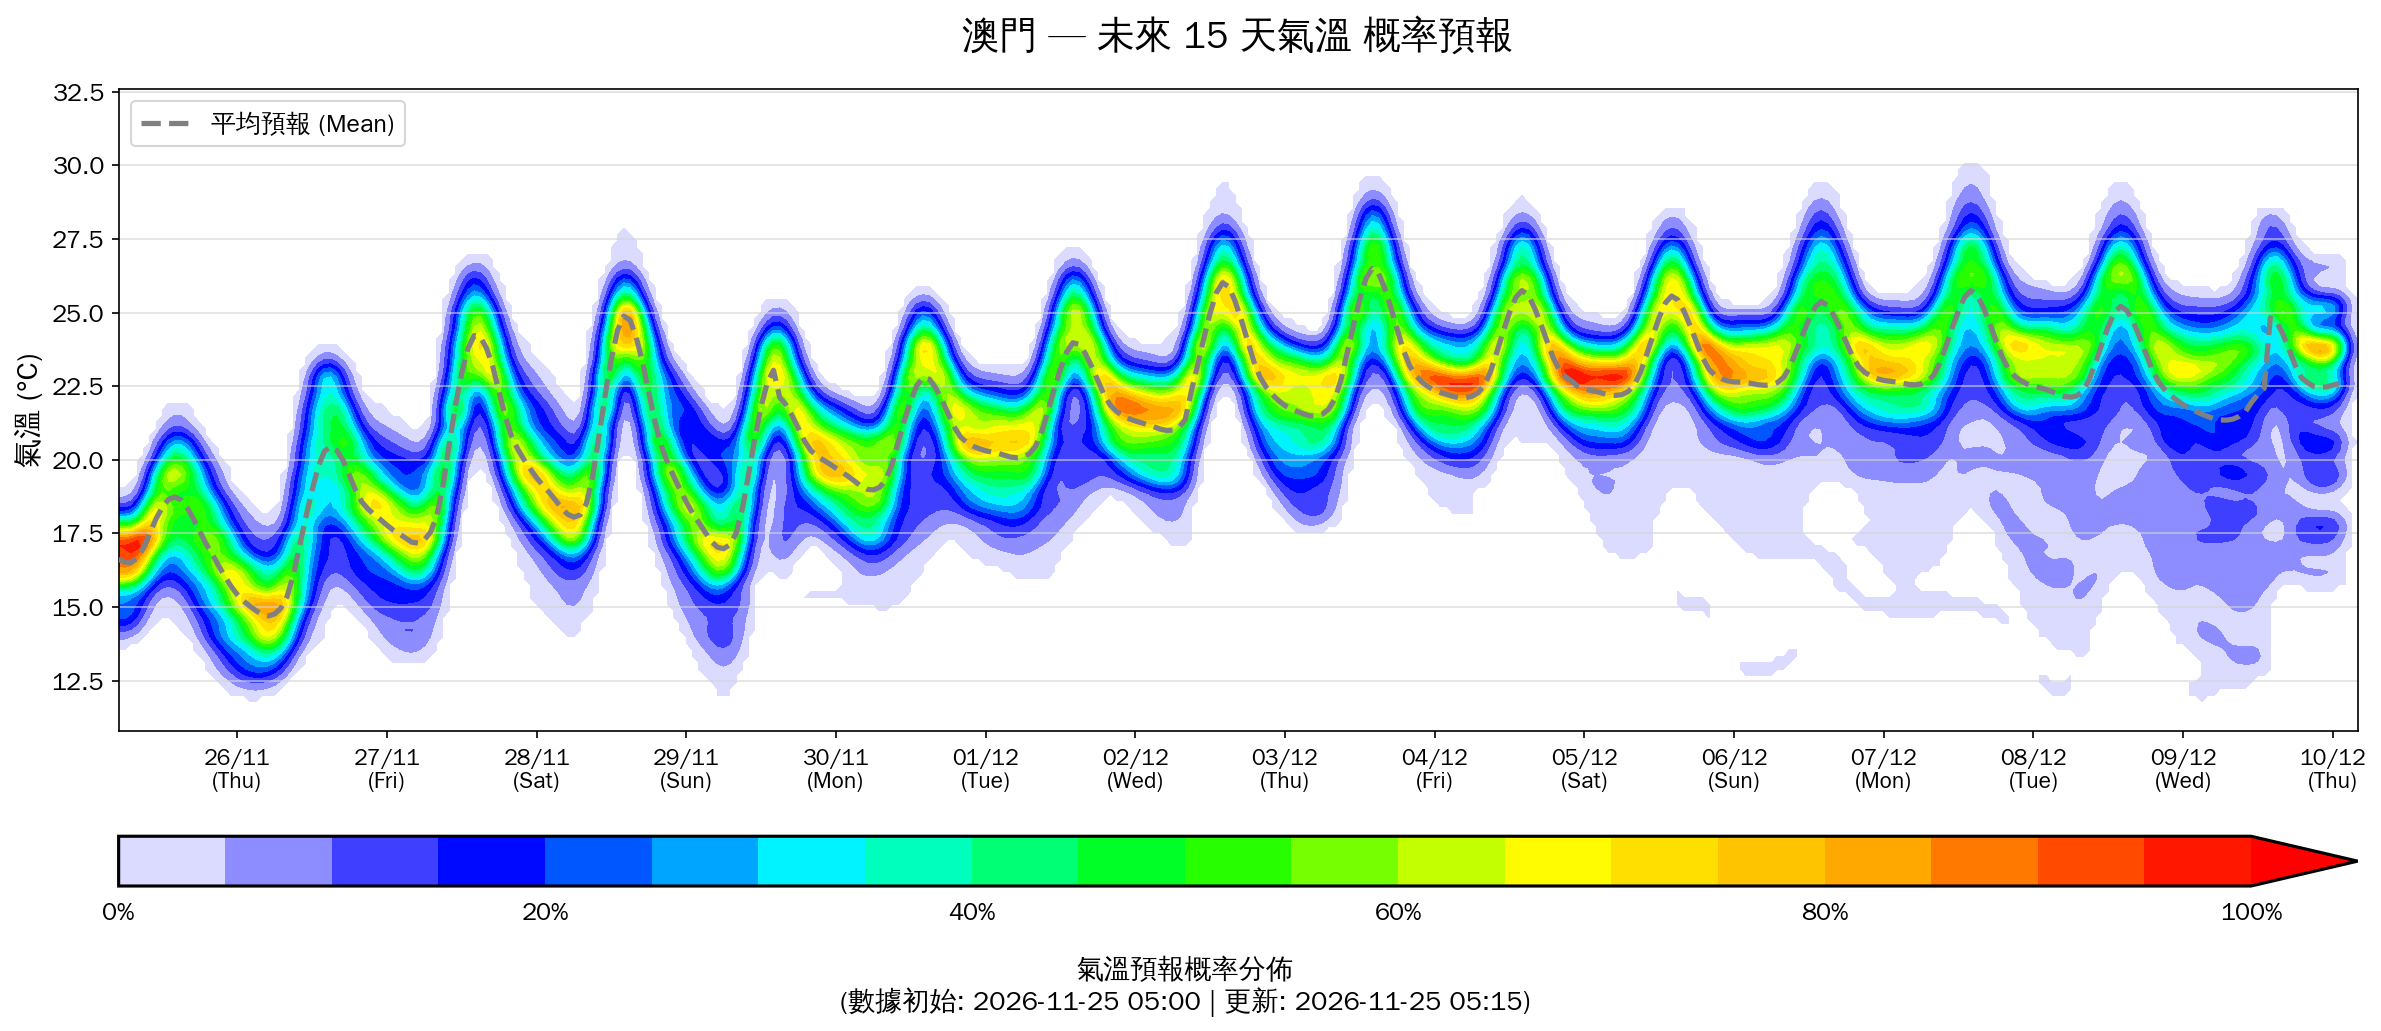 澳門 — 未來 15 天氣溫 概率預報
32.5
30.0
27.5
25.0
22.5
20.0
17.5
15.0
12.5
氣溫 (°C)
平均預報 (Mean)
26/11
(Thu)
27/11
(Fri)
28/11
(Sat)
29/11
(Sun)
30/11
(Mon)
01/12
(Tue)
02/12
(Wed)
03/12
(Thu)
04/12
(Fri)
05/12
(Sat)
06/12
(Sun)
07/12
(Mon)
08/12
(Tue)
09/12
(Wed)
10/12
(Thu)
0%
20%
40%
60%
80%
100%
氣溫預報概率分佈
(數據初始: 2026-11-25 05:00 | 更新: 2026-11-25 05:15)